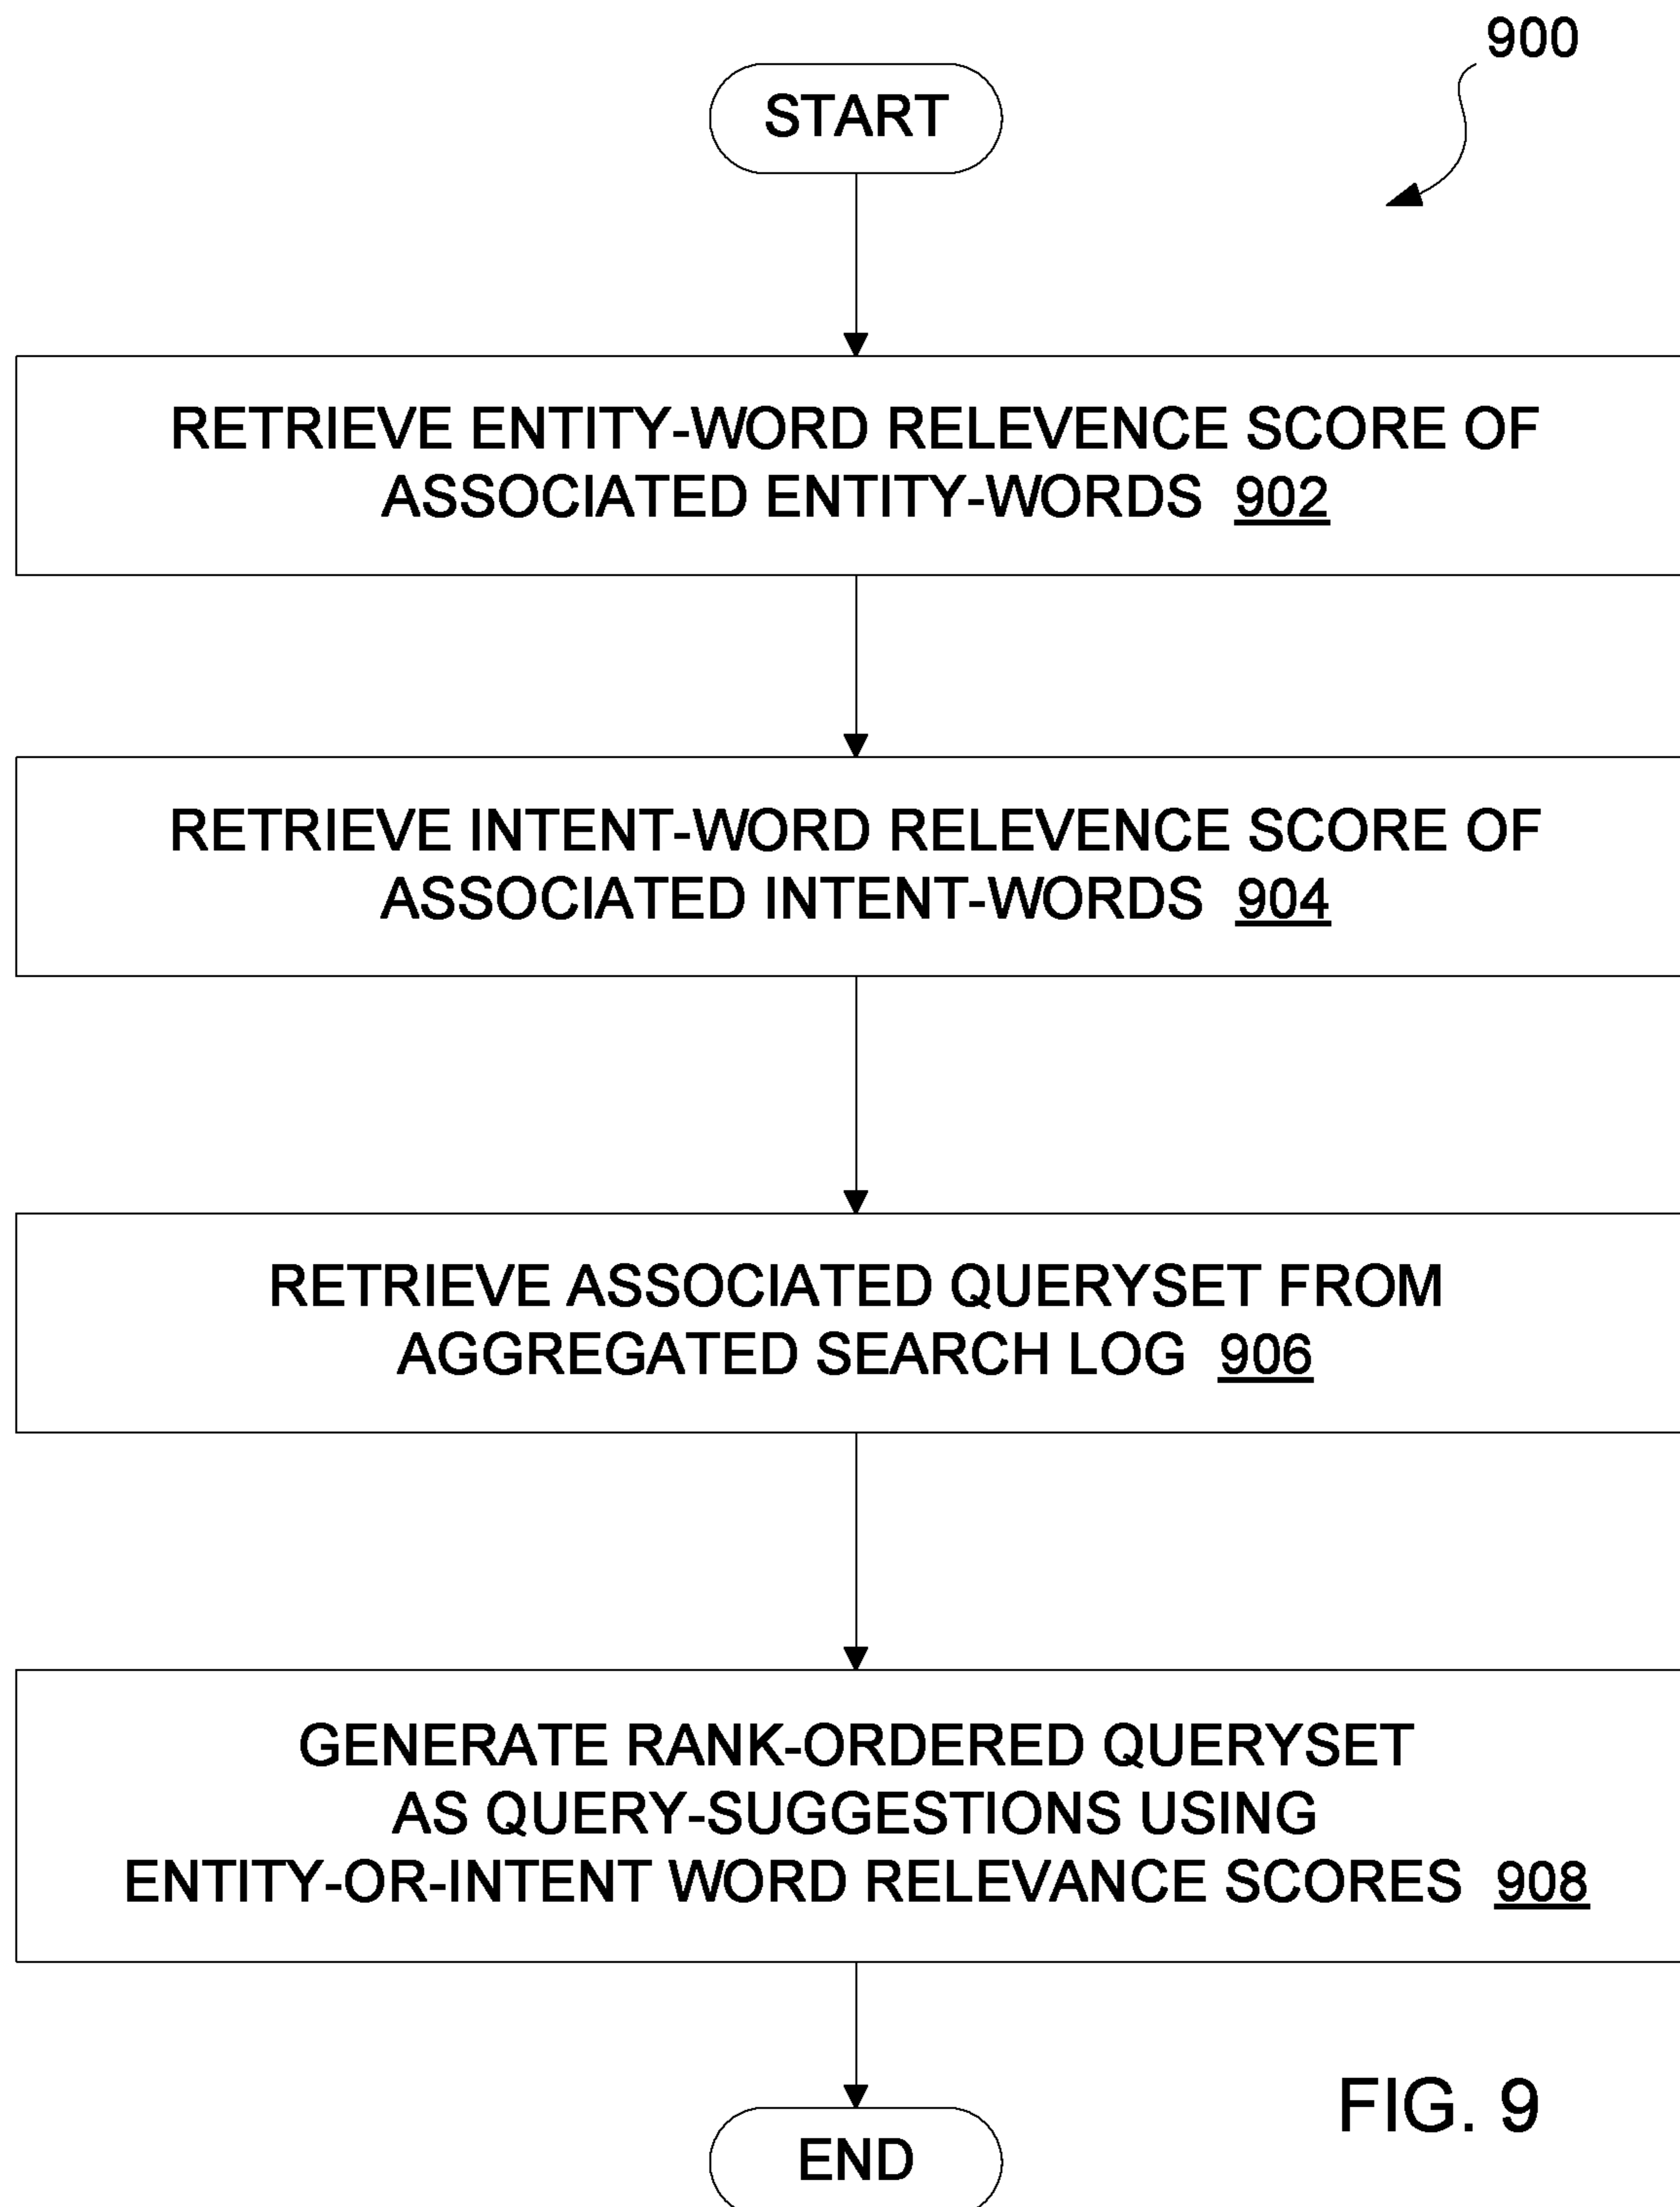 900
START
RETRIEVE ENTITY-WORD RELEVENCE SCORE OF
ASSOCIATED ENTITY-WORDS 902
RETRIEVE INTENT-WORD RELEVENCE SCORE OF
ASSOCIATED INTENT-WORDS 904
RETRIEVE ASSOCIATED QUERYSET FROM
AGGREGATED SEARCH LOG 906
GENERATE RANK-ORDERED QUERYSET
AS QUERY-SUGGESTIONS USING
ENTITY-OR-INTENT WORD RELEVANCE SCORES 908
END
FIG. 9